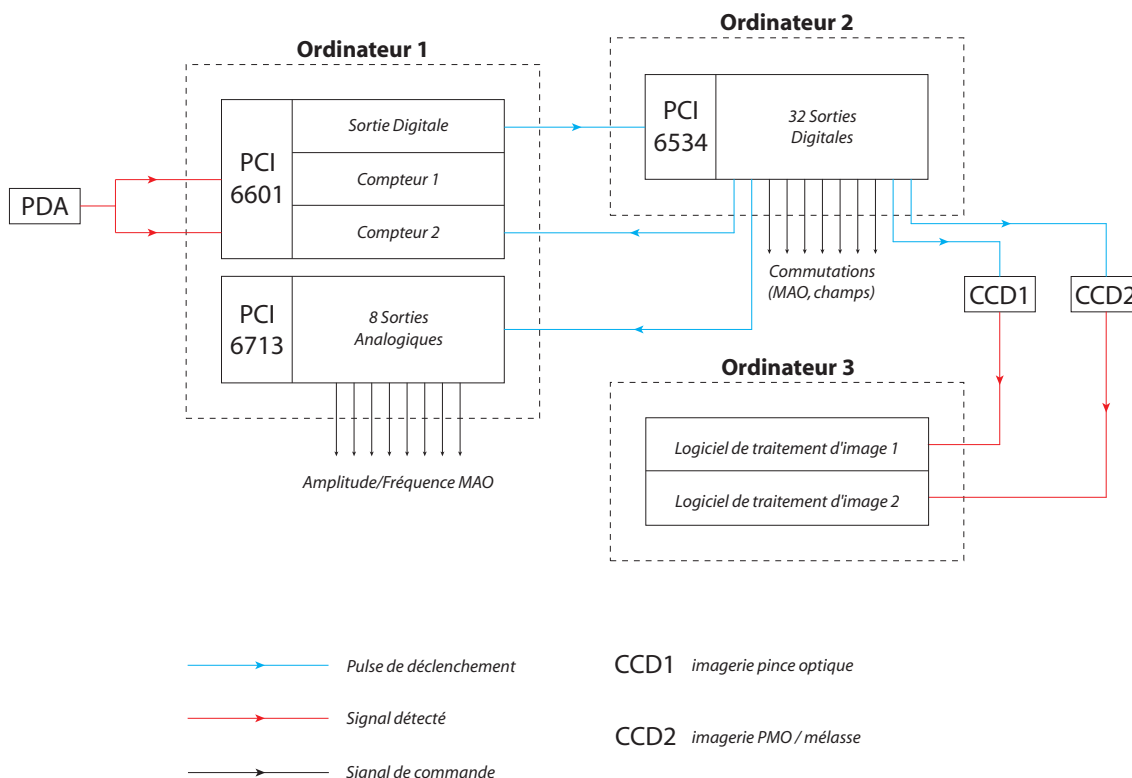 Ordinateur 1
Ordinateur 2
PCI
6601
Sortie Digitale
Compteur 1
Compteur 2
PCI
6534
32 Sorties
Digitales
PDA
Commutations
(MAO, champs)
CCD1
CCD2
PCI
6713
8 Sorties
Analogiques
Ordinateur 3
Logiciel de traitement d'image 1
Logiciel de traitement d'image 2
Amplitude/Fréquence MAO
Pulse de déclenchement
CCD1 imagerie pince optique
Signal détecté
CCD2 imagerie PMO / mélasse
Signal de commande